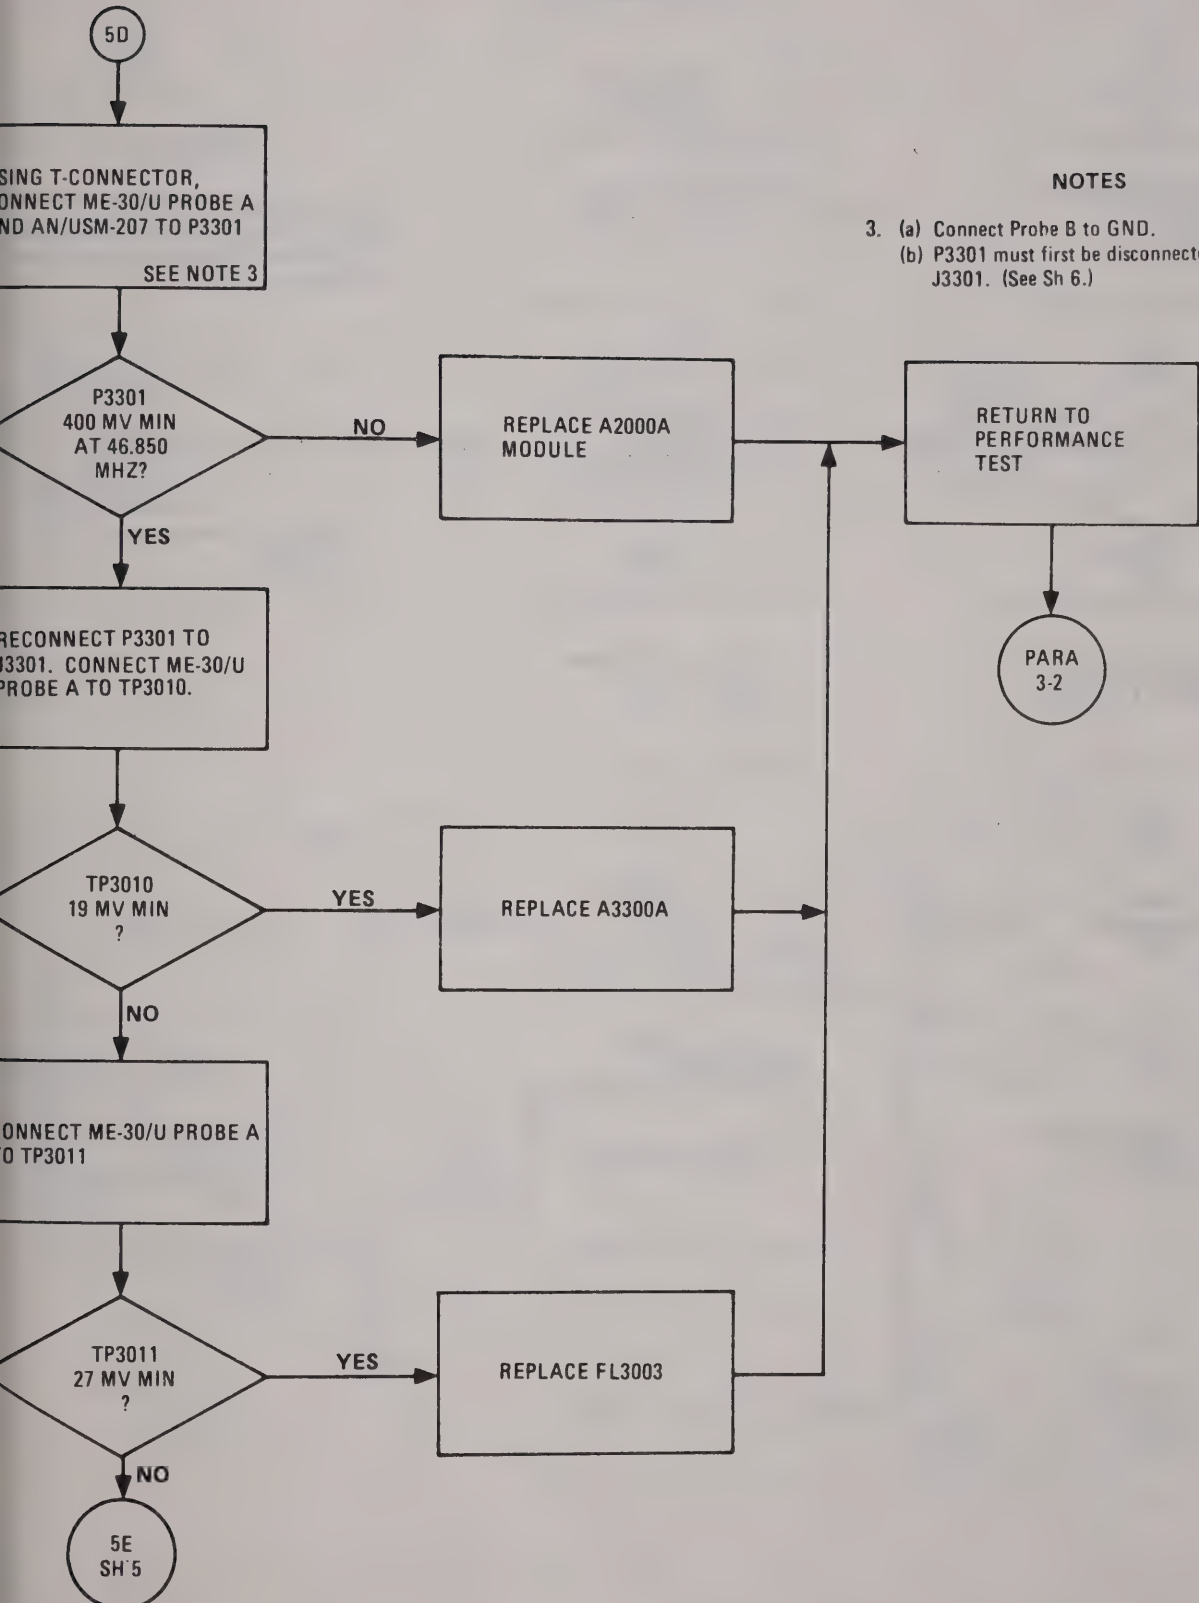 5D
SING T-CONNECTOR,
ONNECT ME-30/U PROBE A
ND AN/USM-207 TO P3301
SEE NOTE 3
NOTES
3. (a) Connect Probe B to GND.
(b) P3301 must first be disconnecte
J3301. (See Sh 6.)
P3301
400 MV MIN
AT 46.850
MHZ?
NO
REPLACE A2000A
MODULE
RETURN TO
PERFORMANCE
TEST
YES
PARA
3-2
RECONNECT P3301 TO
J3301. CONNECT ME-30/U
PROBE A TO TP3010.
TP3010
19 MV MIN
?
YES
REPLACE A3300A
NO
ONNECT ME-30/U PROBE A
TO TP3011
TP3011
27 MV MIN
?
YES
REPLACE FL3003
NO
5E
SH 5